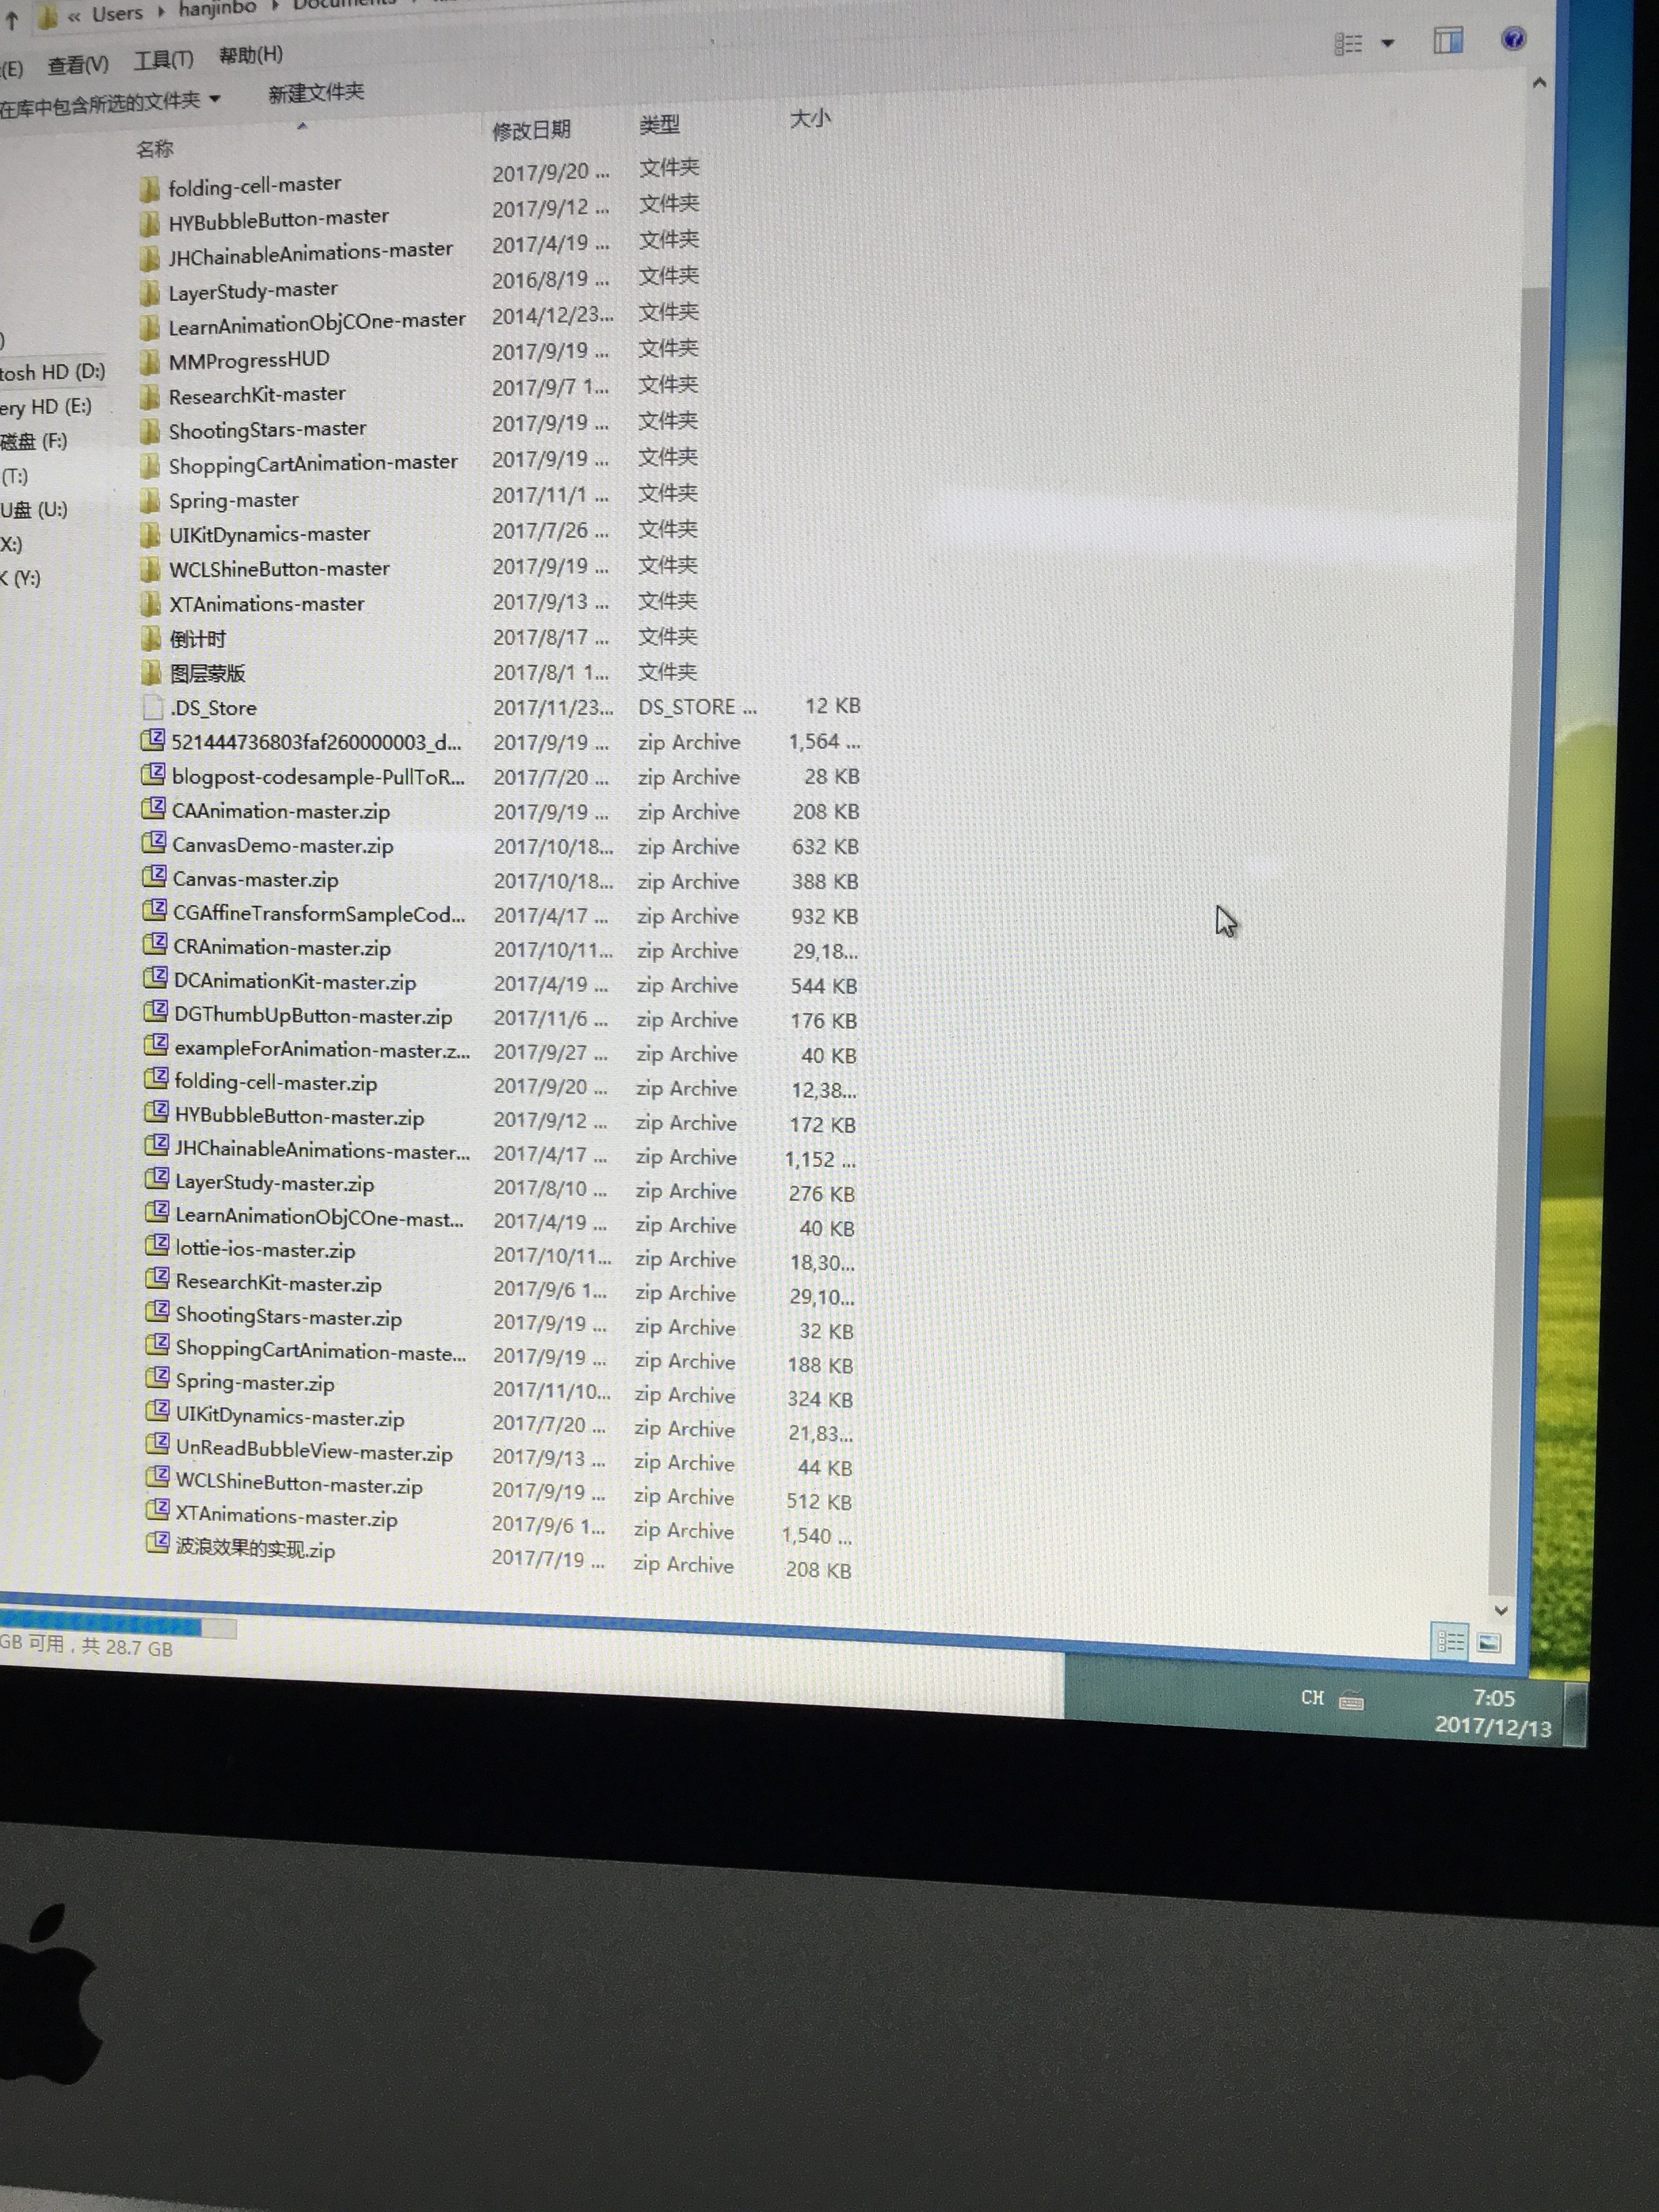 « Users ▸ hanjinbo ▸ Documents
(E) 查看(V) 工具(T) 帮助(H)
在库中包含所选的文件夹 新建文件夹
名称 修改日期 类型 大小
folding-cell-master 2017/9/20 ... 文件夹
HYBubbleButton-master 2017/9/12 ... 文件夹
JHChainableAnimations-master 2017/4/19 ... 文件夹
LayerStudy-master 2016/8/19 ... 文件夹
LearnAnimationObjCOne-master 2014/12/23... 文件夹
MMProgressHUD 2017/9/19 ... 文件夹
ResearchKit-master 2017/9/7 1... 文件夹
ShootingStars-master 2017/9/19 ... 文件夹
ShoppingCartAnimation-master 2017/9/19 ... 文件夹
Spring-master 2017/11/1 ... 文件夹
UIKitDynamics-master 2017/7/26 ... 文件夹
WCLShineButton-master 2017/9/19 ... 文件夹
XTAnimations-master 2017/9/13 ... 文件夹
倒计时 2017/8/17 ... 文件夹
图层蒙版 2017/8/1 1... 文件夹
.DS_Store 2017/11/23... DS_STORE ... 12 KB
521444736803faf260000003_d... 2017/9/19 ... zip Archive 1,564 ...
blogpost-codesample-PullToR... 2017/7/20 ... zip Archive 28 KB
CAAnimation-master.zip 2017/9/19 ... zip Archive 208 KB
CanvasDemo-master.zip 2017/10/18... zip Archive 632 KB
Canvas-master.zip 2017/10/18... zip Archive 388 KB
CGAffineTransformSampleCod... 2017/4/17 ... zip Archive 932 KB
CRAnimation-master.zip 2017/10/11... zip Archive 29,18...
DCAnimationKit-master.zip 2017/4/19 ... zip Archive 544 KB
DGThumbUpButton-master.zip 2017/11/6 ... zip Archive 176 KB
exampleForAnimation-master.z... 2017/9/27 ... zip Archive 40 KB
folding-cell-master.zip 2017/9/20 ... zip Archive 12,38...
HYBubbleButton-master.zip 2017/9/12 ... zip Archive 172 KB
JHChainableAnimations-master... 2017/4/17 ... zip Archive 1,152 ...
LayerStudy-master.zip 2017/8/10 ... zip Archive 276 KB
LearnAnimationObjCOne-mast... 2017/4/19 ... zip Archive 40 KB
lottie-ios-master.zip 2017/10/11... zip Archive 18,30...
ResearchKit-master.zip 2017/9/6 1... zip Archive 29,10...
ShootingStars-master.zip 2017/9/19 ... zip Archive 32 KB
ShoppingCartAnimation-maste... 2017/9/19 ... zip Archive 188 KB
Spring-master.zip 2017/11/10... zip Archive 324 KB
UIKitDynamics-master.zip 2017/7/20 ... zip Archive 21,83...
UnReadBubbleView-master.zip 2017/9/13 ... zip Archive 44 KB
WCLShineButton-master.zip 2017/9/19 ... zip Archive 512 KB
XTAnimations-master.zip 2017/9/6 1... zip Archive 1,540 ...
波浪效果的实现.zip 2017/7/19 ... zip Archive 208 KB
)
tosh HD (D:)
ery HD (E:)
磁盘 (F:)
(T:)
U盘 (U:)
X:)
K (Y:)
GB 可用，共 28.7 GB
CH 7:05
2017/12/13